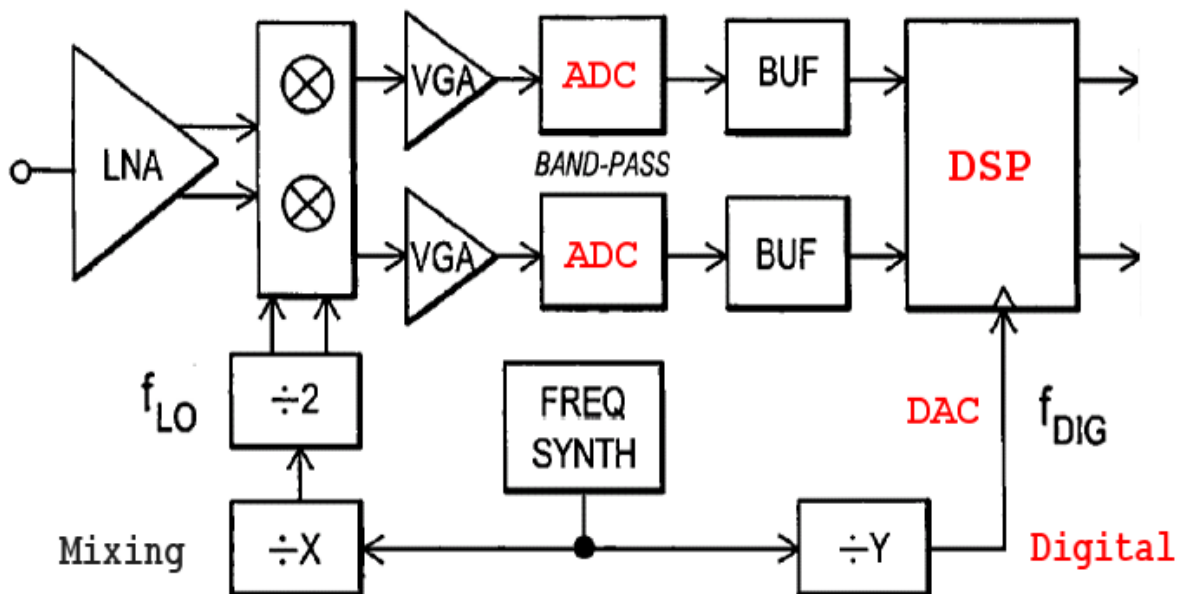 LNA
VGA
ADC
BUF
DSP
BAND-PASS
VGA
ADC
BUF
f_LO
÷2
FREQ
SYNTH
DAC
f_DIG
Mixing
÷X
÷Y
Digital